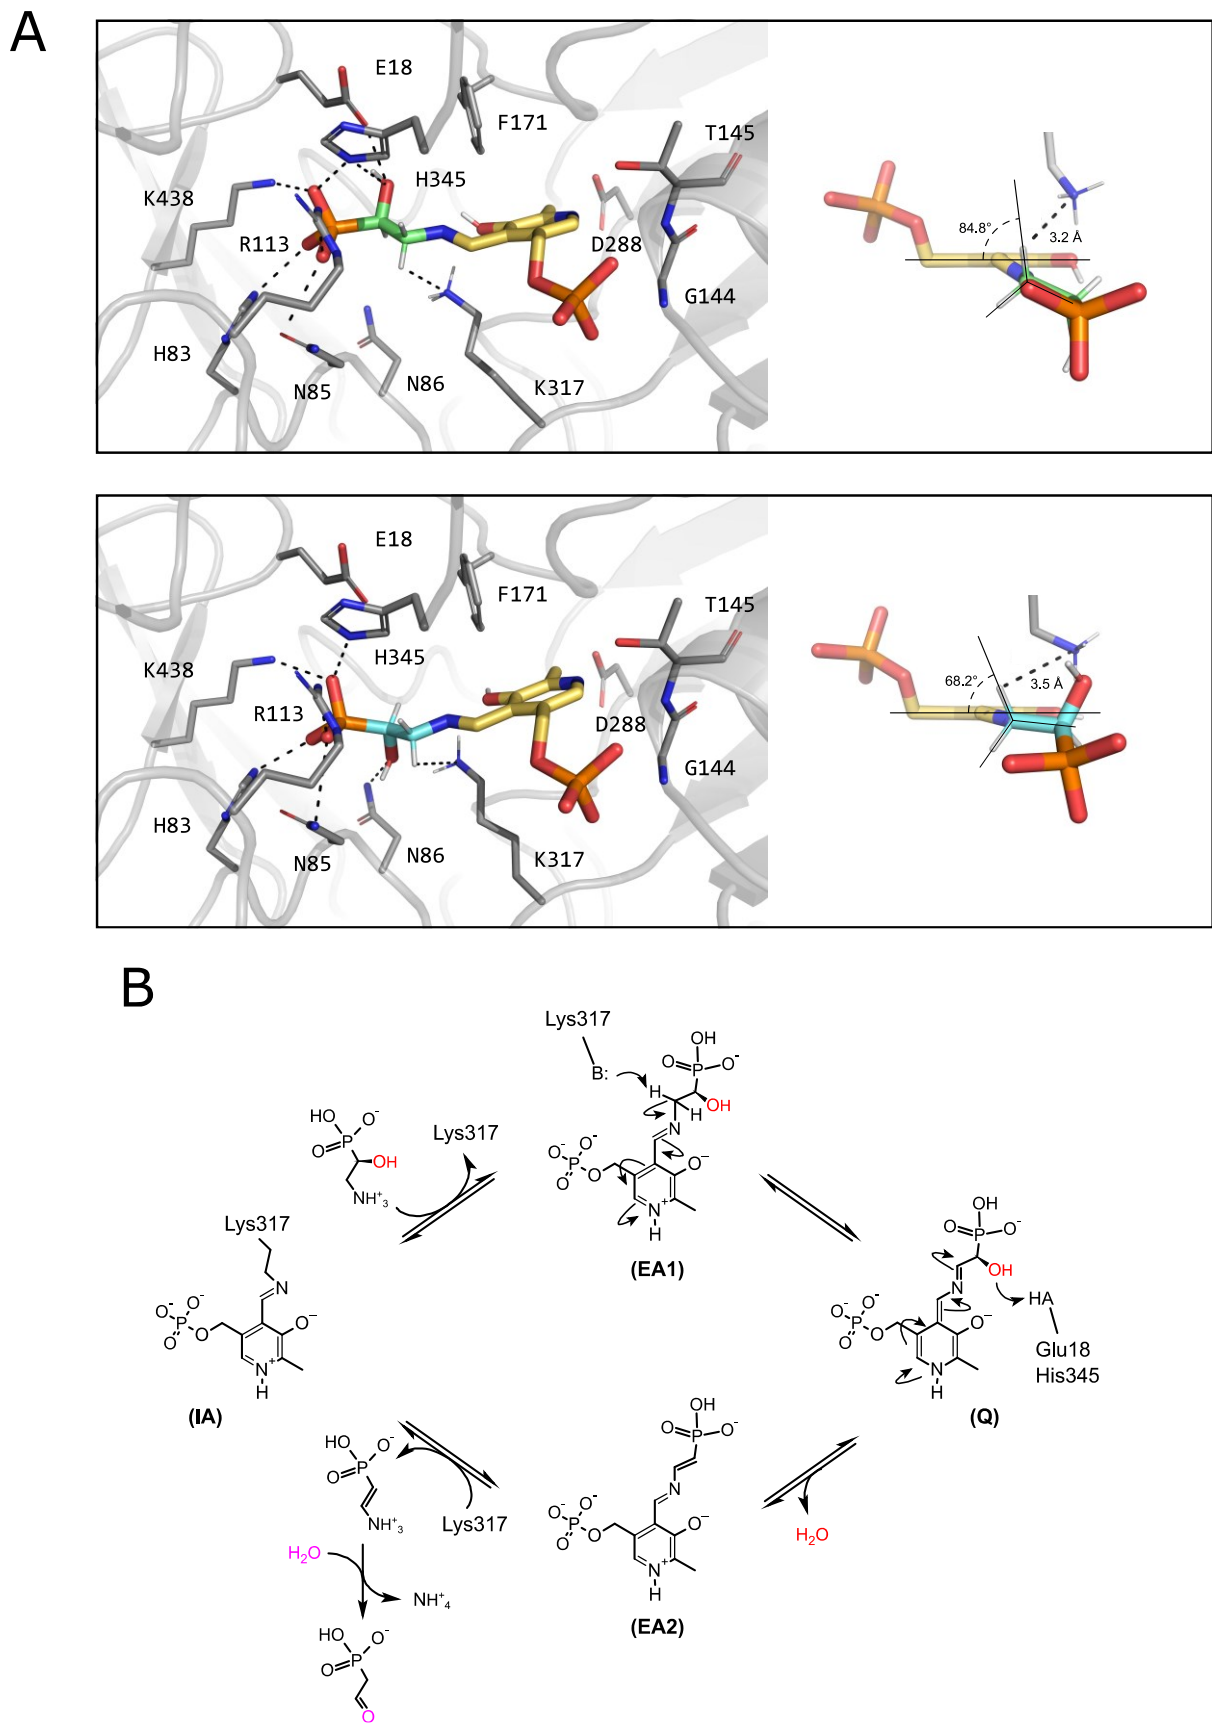 A
E18
F171
T145
K438
H345
R113
D288
G144
H83
N85
N86
K317
84.8°
3.2 Å
E18
F171
T145
K438
H345
R113
D288
G144
H83
N85
N86
K317
68.2°
3.5 Å
B
Lys317
B:
OH
O P O⁻
H
H
OH
N
O⁻
O⁻ P O
O
O⁻
N⁺
H
(EA1)
HO O⁻
O P
OH
NH⁺₃
Lys317
Lys317
N
O⁻
O⁻ P O
O
O⁻
N⁺
H
(IA)
OH
O P O⁻
OH
N
HA
Glu18
His345
O⁻
O⁻ P O
O
O⁻
N
H
(Q)
H₂O
OH
O P O⁻
N
O⁻
O⁻ P O
O
O⁻
N⁺
H
(EA2)
HO O⁻
O P
NH⁺₃
Lys317
H₂O
NH⁺₄
HO O⁻
O P
O